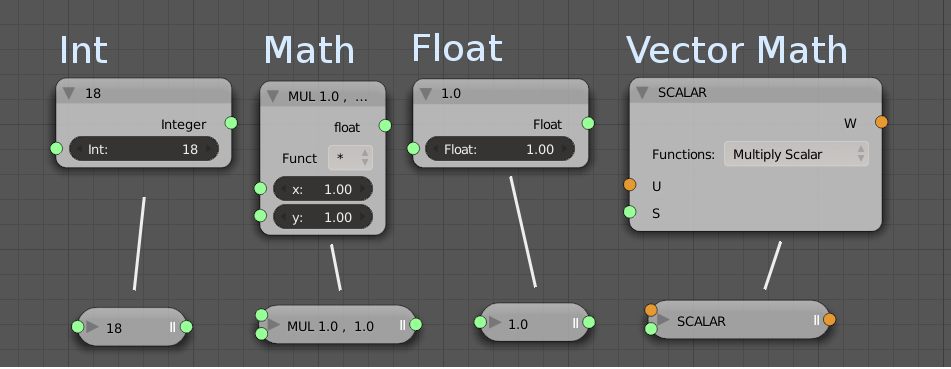 Int
18
Integer
Int: 18
18
Math
MUL 1.0 , ...
float
Funct *
x: 1.00
y: 1.00
MUL 1.0 , 1.0
Float
1.0
Float
Float: 1.00
1.0
Vector Math
SCALAR
W
Functions: Multiply Scalar
U
S
SCALAR